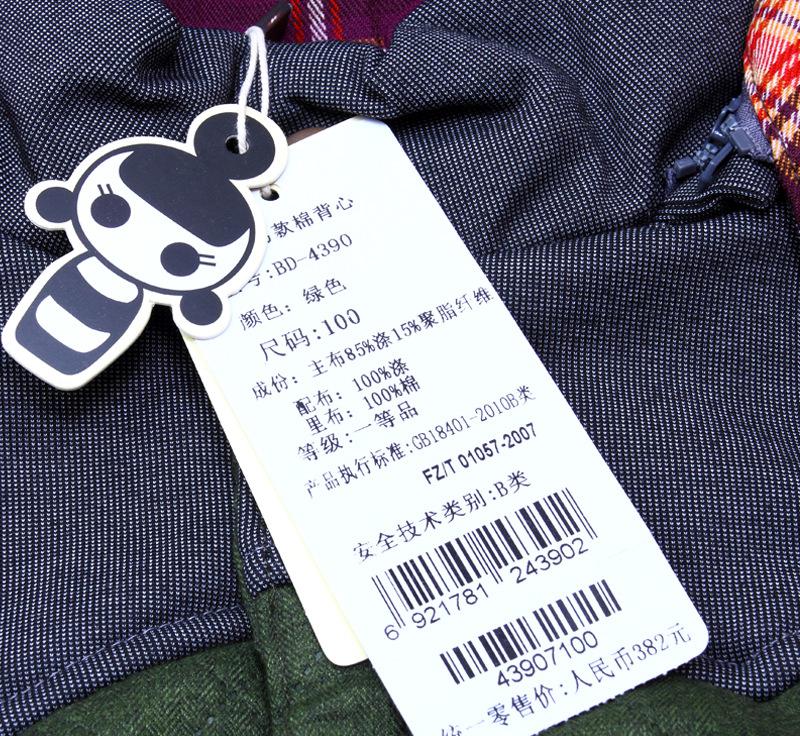 款棉背心
号:BD-4390
颜色: 绿色
尺码:100
成份: 主布85%涤15%聚脂纤维
配布: 100%涤
里布: 100%棉
等级:一等品
产品执行标准:GB18401-2010B类
FZ/T 01057-2007
安全技术类别:B类
6 921781 243902
43907100
统一零售价:人民币382元